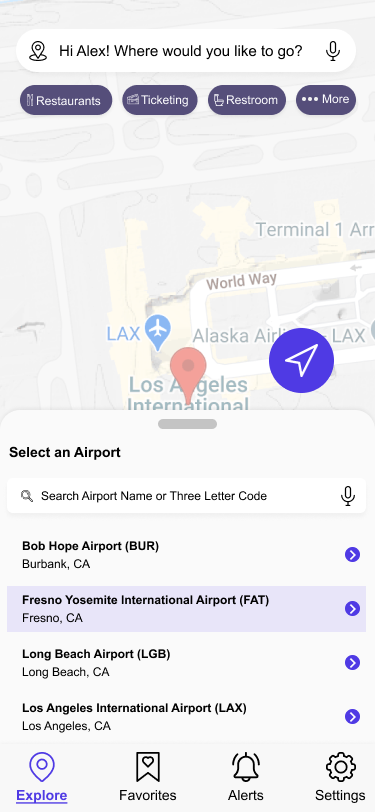 Hi Alex! Where would you like to go?
Restaurants
Ticketing
Restroom
More
Terminal 1 Arr
World Way
LAX
Alaska Airli
LAX
Los Angeles
International
Select an Airport
Search Airport Name or Three Letter Code
Bob Hope Airport (BUR)
Burbank, CA
Fresno Yosemite International Airport (FAT)
Fresno, CA
Long Beach Airport (LGB)
Long Beach, CA
Los Angeles International Airport (LAX)
Los Angeles, CA
Explore
Favorites
Alerts
Settings